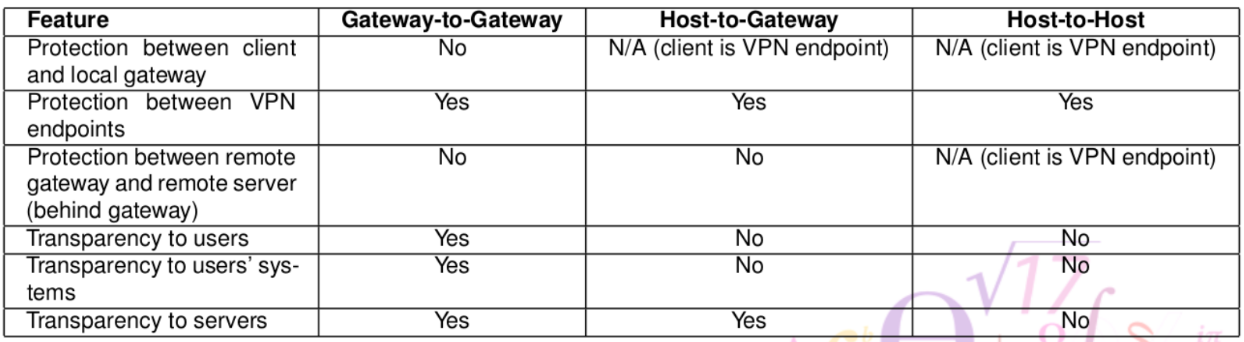 Feature Gateway-to-Gateway Host-to-Gateway Host-to-Host
Protection between client No N/A (client is VPN endpoint) N/A (client is VPN endpoint)
and local gateway
Protection between VPN Yes Yes Yes
endpoints
Protection between remote No No N/A (client is VPN endpoint)
gateway and remote server
(behind gateway)
Transparency to users Yes No No
Transparency to users' sys-
tems Yes No No
Transparency to servers Yes Yes No
√17